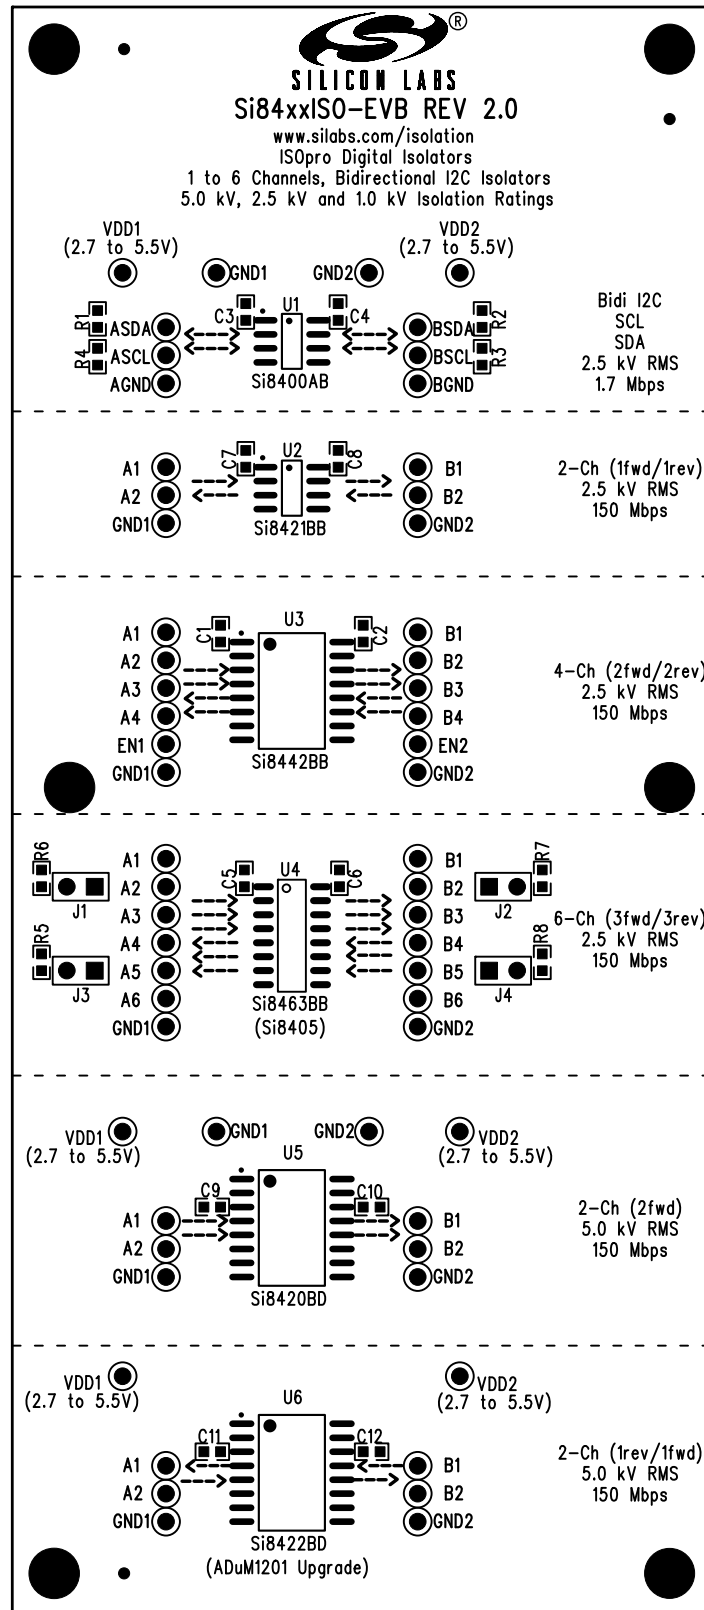 ®
SILICON LABS
Si84xxISO-EVB REV 2.0
www.silabs.com/isolation
ISOpro Digital Isolators
1 to 6 Channels, Bidirectional I2C Isolators
5.0 kV, 2.5 kV and 1.0 kV Isolation Ratings
VDD1 VDD2
(2.7 to 5.5V) (2.7 to 5.5V)
GND1 GND2
R1 C3 U1 C4 R2
ASDA BSDA
R4 ASCL BSCL R3
AGND Si8400AB BGND
Bidi I2C
SCL
SDA
2.5 kV RMS
1.7 Mbps
C7 U2 C8
A1 B1
A2 B2
GND1 Si8421BB GND2
2-Ch (1fwd/1rev)
2.5 kV RMS
150 Mbps
C1 U3 C2
A1 B1
A2 B2
A3 B3
A4 B4
EN1 EN2
GND1 Si8442BB GND2
4-Ch (2fwd/2rev)
2.5 kV RMS
150 Mbps
R6 A1 C5 U4 C6 B1 R7
A2 B2
J1 A3 B3 J2
R5 A4 B4 R8
A5 B5
J3 A6 B6 J4
Si8463BB
GND1 (Si8405) GND2
6-Ch (3fwd/3rev)
2.5 kV RMS
150 Mbps
VDD1 GND1 GND2 VDD2
(2.7 to 5.5V) (2.7 to 5.5V)
U5
C9 C10
A1 B1
A2 B2
GND1 GND2
Si8420BD
2-Ch (2fwd)
5.0 kV RMS
150 Mbps
VDD1 VDD2
(2.7 to 5.5V) (2.7 to 5.5V)
U6
C11 C12
A1 B1
A2 B2
GND1 GND2
Si8422BD
(ADuM1201 Upgrade)
2-Ch (1rev/1fwd)
5.0 kV RMS
150 Mbps